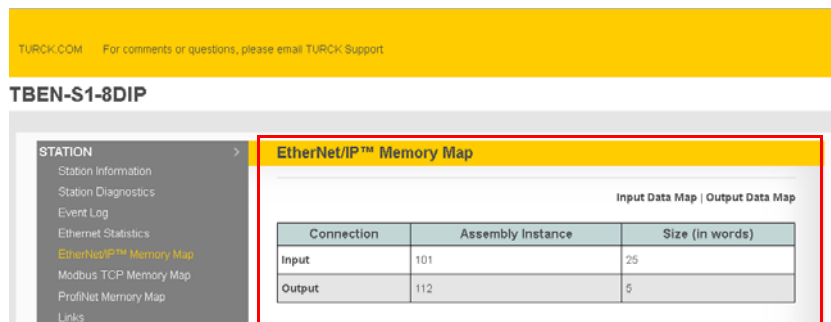 TURCK.COM For comments or questions, please email TURCK Support
TBEN-S1-8DIP
STATION >
Station Information
Station Diagnostics
Event Log
Ethernet Statistics
EtherNet/IP™ Memory Map
Modbus TCP Memory Map
ProfiNet Memory Map
Links
EtherNet/IP™ Memory Map
Input Data Map | Output Data Map
Connection Assembly Instance Size (in words)
Input 101 25
Output 112 5